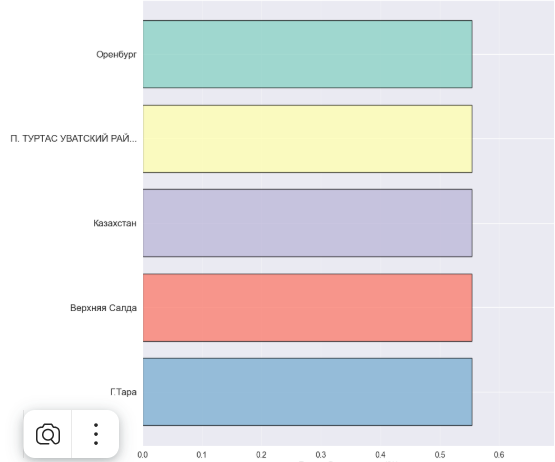 Оренбург
П. ТУРТАС УВАТСКИЙ РАЙ...
Казахстан
Верхняя Салда
Г.Тара
0.0 0.1 0.2 0.3 0.4 0.5 0.6